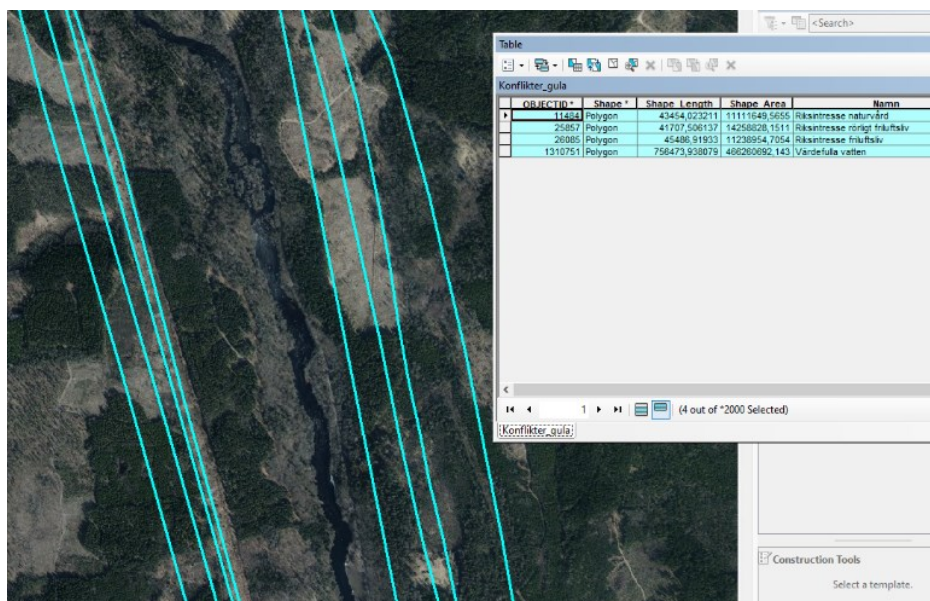 <Search>
Table
Konflikter_gula
OBJECTID * Shape * Shape_Length Shape_Area Namn
11484 Polygon 43454,023211 11111649,5655 Riksintresse naturvård
25857 Polygon 41707,506137 14258828,1511 Riksintresse rörligt friluftsliv
26085 Polygon 45486,91933 11238954,7054 Riksintresse friluftsliv
1310751 Polygon 756473,938079 466260692,143 Värdefulla vatten
1 (4 out of *2000 Selected)
Konflikter_gula
Construction Tools
Select a template.